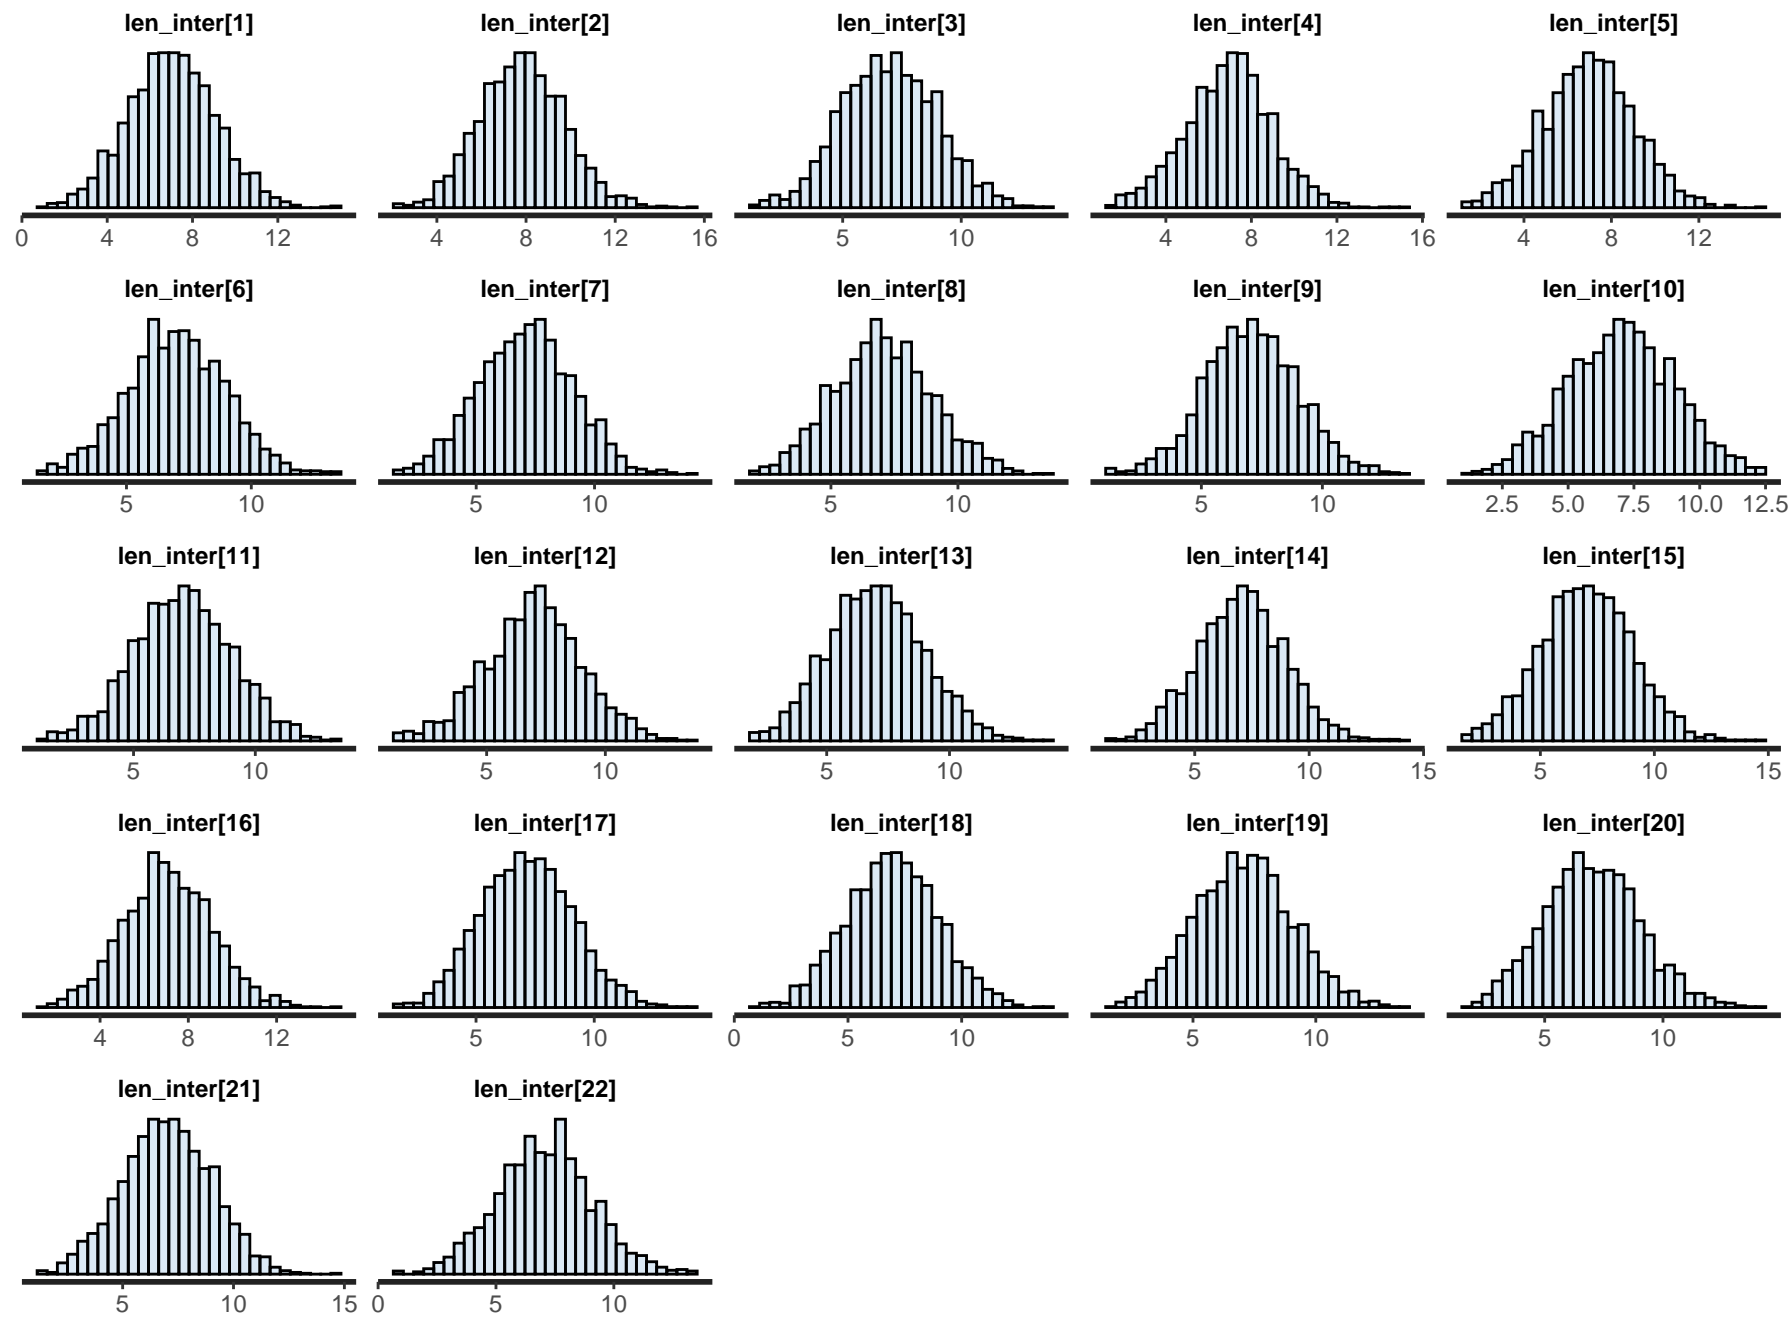 len_inter[1] len_inter[2] len_inter[3] len_inter[4] len_inter[5]
0 4 8 12 4 8 12 16 5 10 4 8 12 16 4 8 12
len_inter[6] len_inter[7] len_inter[8] len_inter[9] len_inter[10]
5 10 5 10 5 10 5 10 2.5 5.0 7.5 10.0 12.5
len_inter[11] len_inter[12] len_inter[13] len_inter[14] len_inter[15]
5 10 5 10 5 10 5 10 15 5 10 15
len_inter[16] len_inter[17] len_inter[18] len_inter[19] len_inter[20]
4 8 12 5 10 0 5 10 5 10 5 10
len_inter[21] len_inter[22]
5 10 15 0 5 10